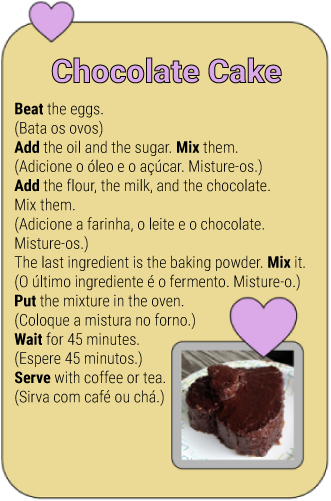 Chocolate Cake
Beat the eggs.
(Bata os ovos)
Add the oil and the sugar. Mix them.
(Adicione o óleo e o açúcar. Misture-os.)
Add the flour, the milk, and the chocolate.
Mix them.
(Adicione a farinha, o leite e o chocolate.
Misture-os.)
The last ingredient is the baking powder. Mix it.
(O último ingrediente é o fermento. Misture-o.)
Put the mixture in the oven.
(Coloque a mistura no forno.)
Wait for 45 minutes.
(Espere 45 minutos.)
Serve with coffee or tea.
(Sirva com café ou chá.)